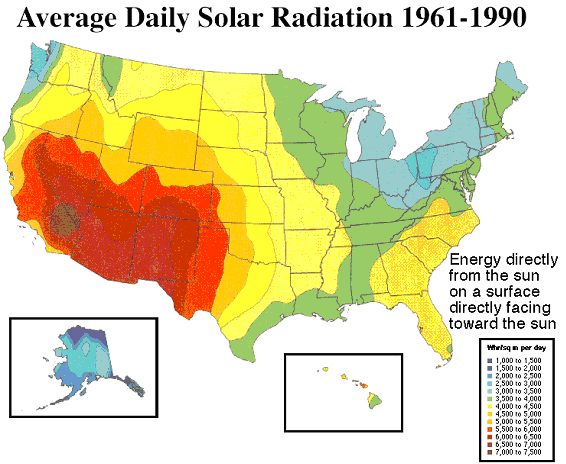 Average Daily Solar Radiation 1961-1990
Energy directly
from the sun
on a surface
directly facing
toward the sun
Whr/sq m per day
1,000 to 1,500
1,500 to 2,000
2,000 to 2,500
2,500 to 3,000
3,000 to 3,500
3,500 to 4,000
4,000 to 4,500
4,500 to 5,000
5,000 to 5,500
5,500 to 6,000
6,000 to 6,500
6,500 to 7,000
7,000 to 7,500